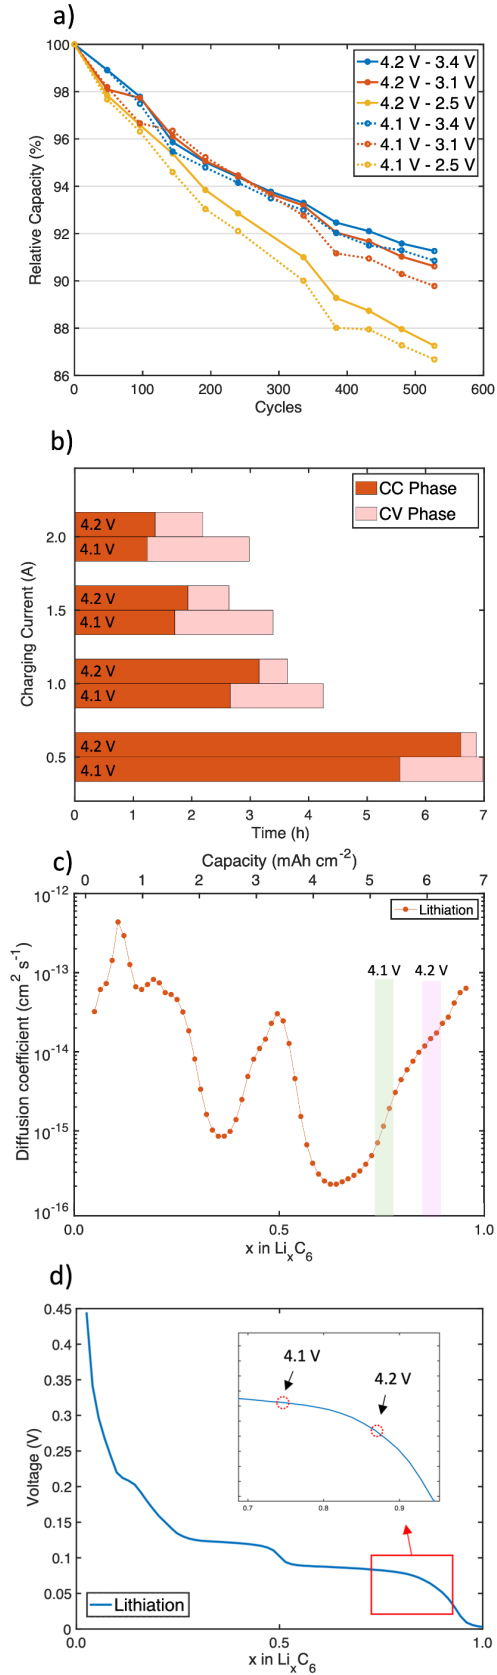 a)
100
98
96
94
92
90
88
86
0
100
200
300
400
500
600
Relative Capacity (%)
Cycles
4.2 V - 3.4 V
4.2 V - 3.1 V
4.2 V - 2.5 V
4.1 V - 3.4 V
4.1 V - 3.1 V
4.1 V - 2.5 V
b)
CC Phase
CV Phase
Charging Current (A)
2.0
1.5
1.0
0.5
4.2 V
4.1 V
4.2 V
4.1 V
4.2 V
4.1 V
4.2 V
4.1 V
0
1
2
3
4
5
6
7
Time (h)
c)
Capacity (mAh cm⁻²)
0
1
2
3
4
5
6
7
Lithiation
Diffusion coefficient (cm² s⁻¹)
10⁻¹²
10⁻¹³
10⁻¹⁴
10⁻¹⁵
10⁻¹⁶
4.1 V
4.2 V
0.0
0.5
1.0
x in LiₓC₆
d)
0.45
0.4
0.35
0.3
0.25
0.2
0.15
0.1
0.05
0
Voltage (V)
4.1 V
4.2 V
0.7
0.8
0.9
Lithiation
0.0
0.5
1.0
x in LiₓC₆